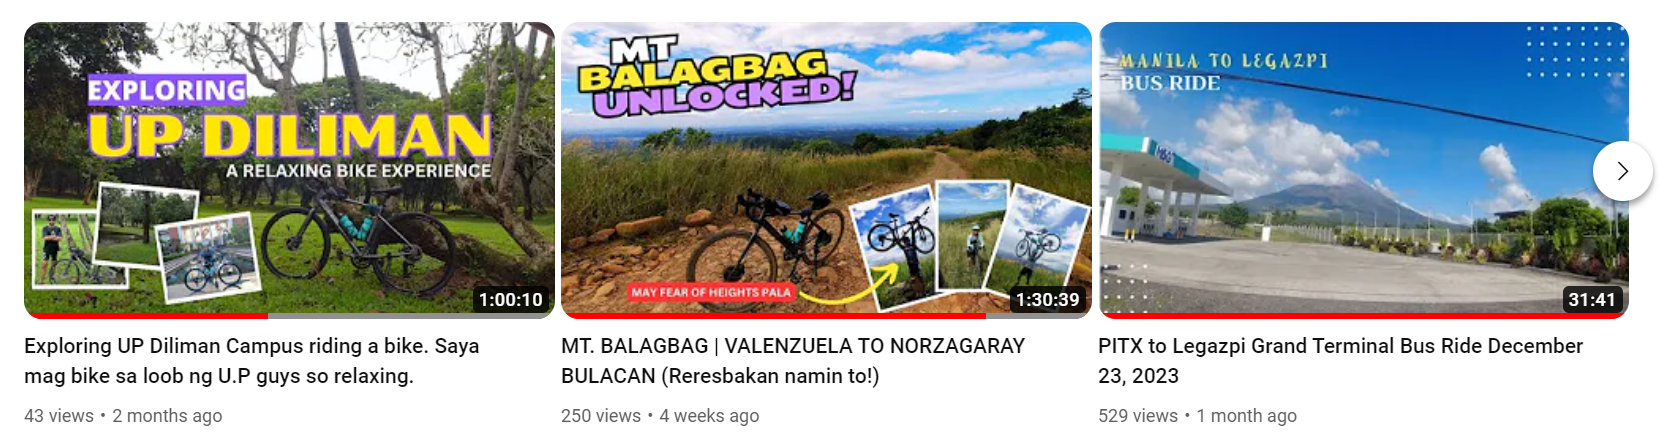 EXPLORING
UP DILIMAN
A RELAXING BIKE EXPERIENCE
1:00:10
Exploring UP Diliman Campus riding a bike. Saya
mag bike sa loob ng U.P guys so relaxing.
43 views • 2 months ago
MT
BALAGBAG
UNLOCKED!
MAY FEAR OF HEIGHTS PALA
1:30:39
MT. BALAGBAG | VALENZUELA TO NORZAGARAY
BULACAN (Reresbakan namin to!)
250 views • 4 weeks ago
MANILA TO LEGAZPI
BUS RIDE
31:41
PITX to Legazpi Grand Terminal Bus Ride December
23, 2023
529 views • 1 month ago